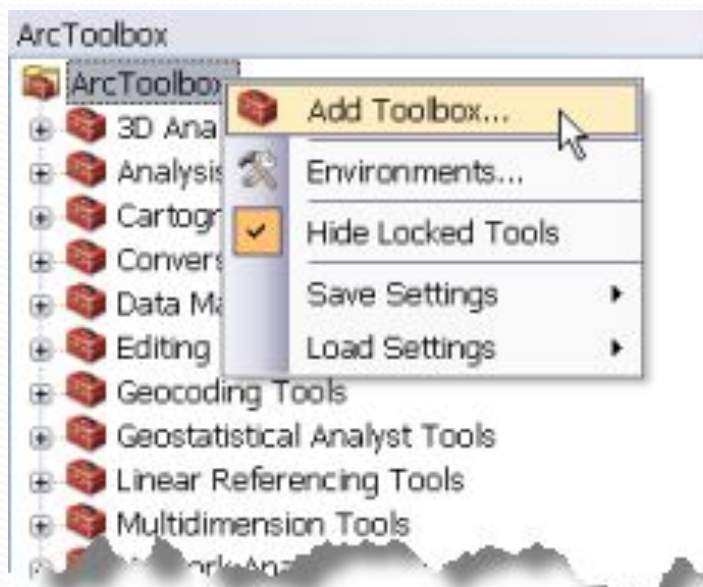 ArcToolbox
ArcToolbox
3D Ana
Add Toolbox...
Analysis
Environments...
Cartogr
Hide Locked Tools
Convers
Data Ma
Save Settings
Editing
Load Settings
Geocoding Tools
Geostatistical Analyst Tools
Linear Referencing Tools
Multidimension Tools